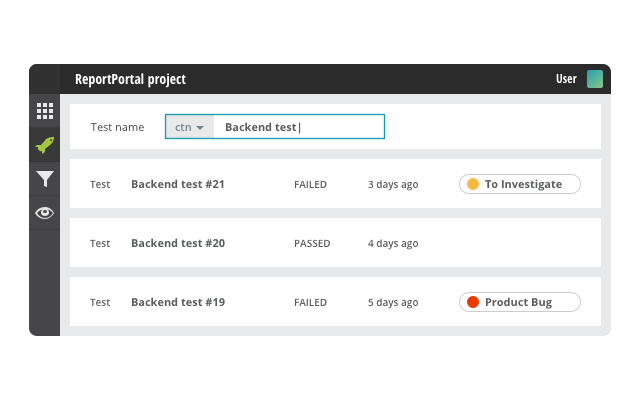 ReportPortal project User
Test name ctn Backend test|
Test Backend test #21 FAILED 3 days ago To Investigate
Test Backend test #20 PASSED 4 days ago
Test Backend test #19 FAILED 5 days ago Product Bug